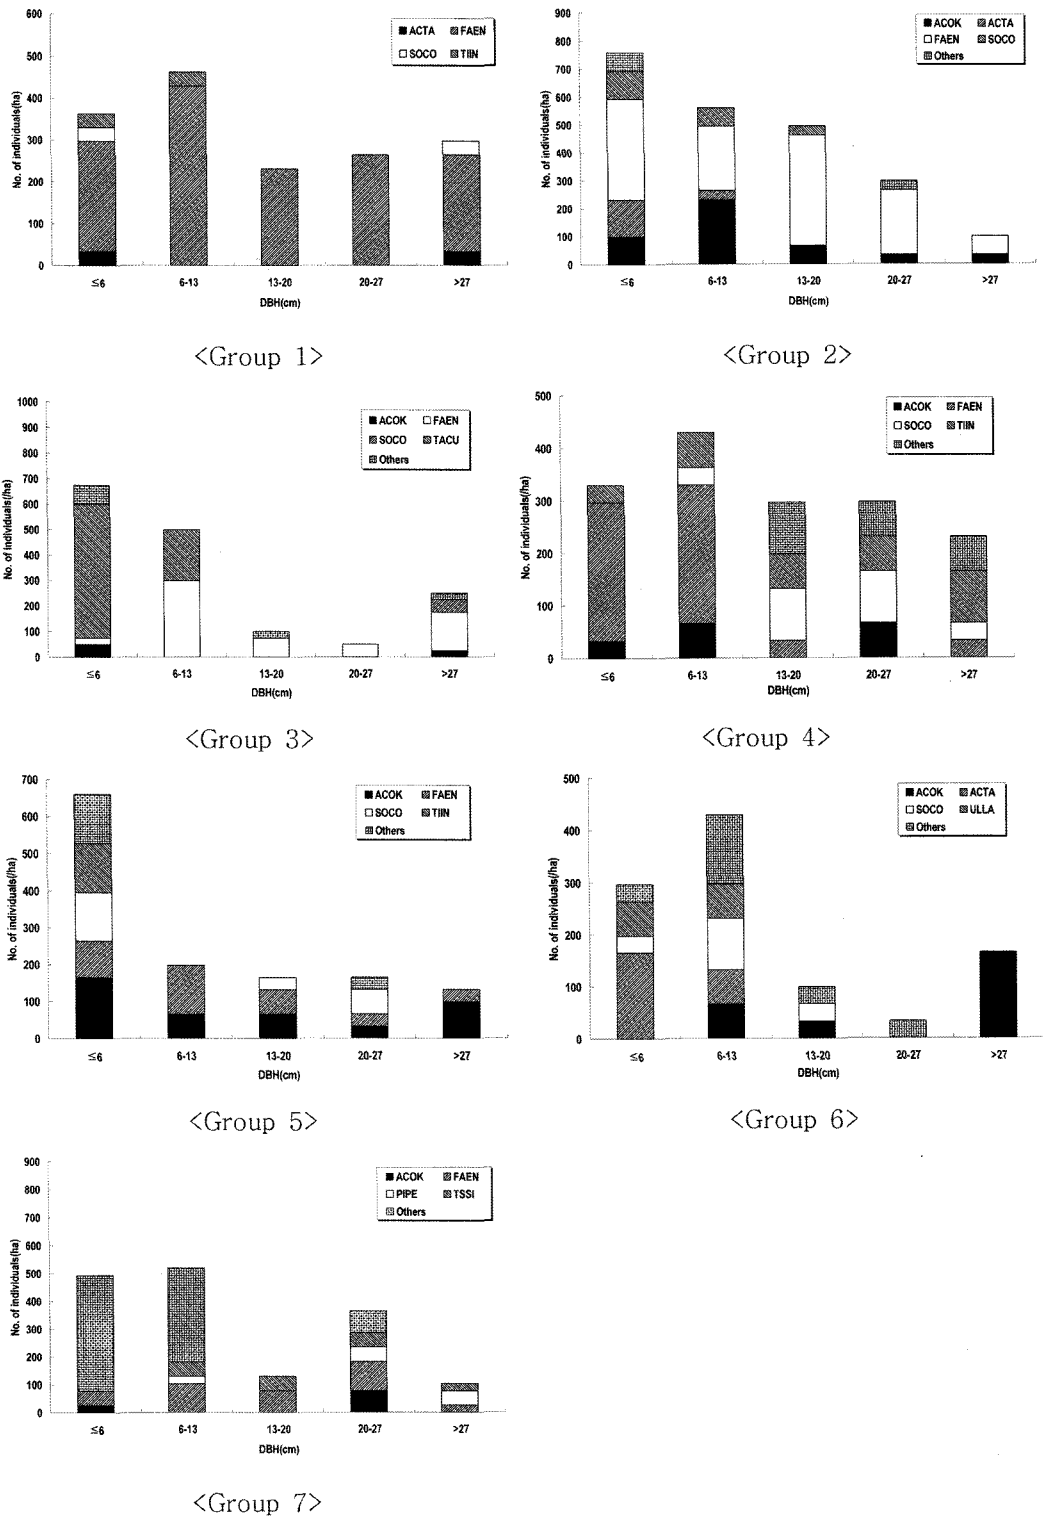 600
500
400
300
200
100
0
No. of individuals(/ha)
ACTA FAEN
SOCO TIIN
≤6 6-13 13-20 20-27 >27
DBH(cm)
<Group 1>
900
800
700
600
500
400
300
200
100
0
No. of individuals(/ha)
ACOK ACTA
FAEN SOCO
Others
≤6 6-13 13-20 20-27 >27
DBH(cm)
<Group 2>
1000
900
800
700
600
500
400
300
200
100
0
No. of individuals(/ha)
ACOK FAEN
SOCO TACU
Others
≤6 6-13 13-20 20-27 >27
DBH(cm)
<Group 3>
500
400
300
200
100
0
No. of individuals(/ha)
ACOK FAEN
SOCO TIIN
Others
≤6 6-13 13-20 20-27 >27
DBH(cm)
<Group 4>
700
600
500
400
300
200
100
0
No. of individuals(/ha)
ACOK FAEN
SOCO TIIN
Others
≤6 6-13 13-20 20-27 >27
DBH(cm)
<Group 5>
500
400
300
200
100
0
No. of individuals(/ha)
ACOK ACTA
SOCO ULLA
Others
≤6 6-13 13-20 20-27 >27
DBH(cm)
<Group 6>
900
800
700
600
500
400
300
200
100
0
No. of individuals(/ha)
ACOK FAEN
PIPE TSSI
Others
≤6 6-13 13-20 20-27 >27
DBH(cm)
<Group 7>